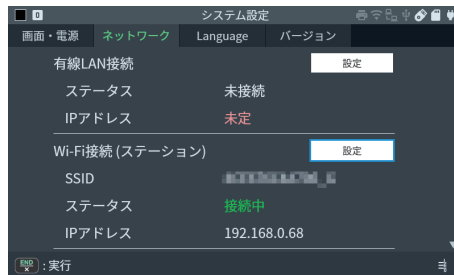 0 システム設定
画面・電源 ネットワーク Language バージョン
有線LAN接続 設定
ステータス 未接続
IPアドレス 未定
Wi-Fi接続 (ステーション) 設定
SSID
ステータス 接続中
IPアドレス 192.168.0.68
END × : 実行